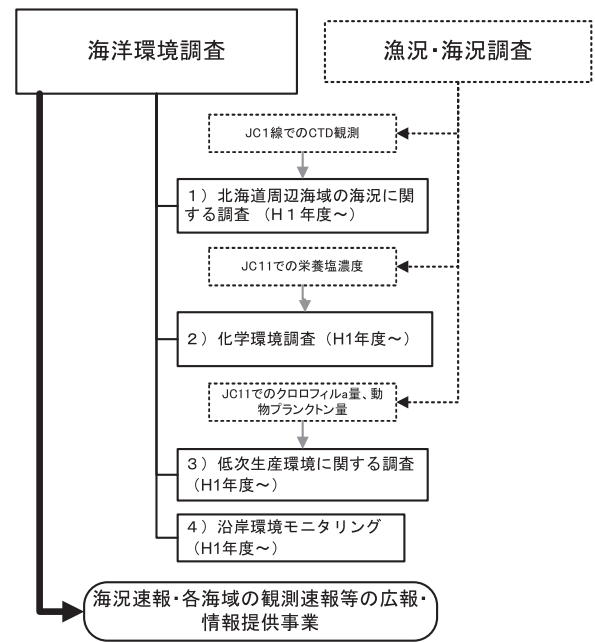 海洋環境調査
漁況・海況調査
JC1線でのCTD観測
1）北海道周辺海域の海況に関
する調査 （H１年度～）
JC11での栄養塩濃度
2）化学環境調査（H1年度～）
JC11でのクロロフィルa量、動
物プランクトン量
3）低次生産環境に関する調査
（H1年度～）
4）沿岸環境モニタリング
（H1年度～）
海況速報・各海域の観測速報等の広報・
情報提供事業